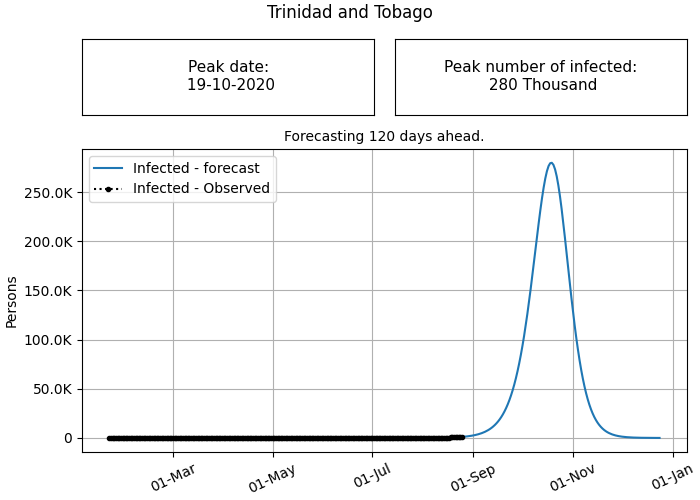 Trinidad and Tobago
Peak date:
19-10-2020
Peak number of infected:
280 Thousand
Forecasting 120 days ahead.
Infected - forecast
Infected - Observed
Persons
250.0K
200.0K
150.0K
100.0K
50.0K
0
01-Mar
01-May
01-Jul
01-Sep
01-Nov
01-Jan